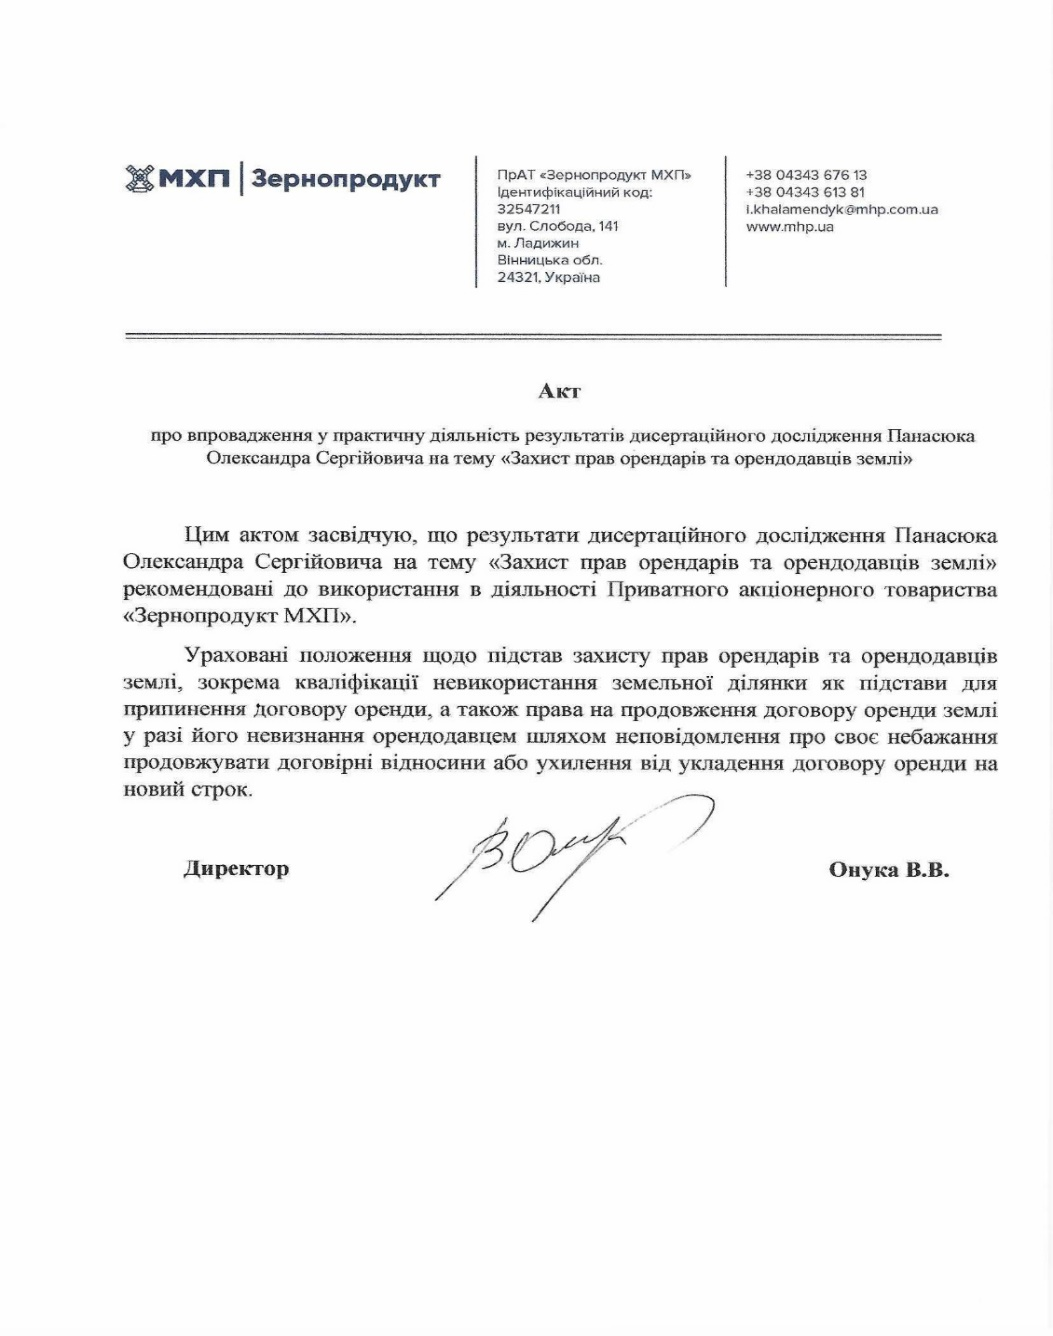 МХП | Зернопродукт
ПрАТ «Зернопродукт МХП»
Ідентифікаційний код:
32547211
вул. Слобода, 141
м. Ладижин
Вінницька обл.
24321, Україна
+38 04343 676 13
+38 04343 613 81
i.khalamendyk@mhp.com.ua
www.mhp.ua
Акт
про впровадження у практичну діяльність результатів дисертаційного дослідження Панасюка
Олександра Сергійовича на тему «Захист прав орендарів та орендодавців землі»
Цим актом засвідчую, що результати дисертаційного дослідження Панасюка
Олександра Сергійовича на тему «Захист прав орендарів та орендодавців землі»
рекомендовані до використання в діяльності Приватного акціонерного товариства
«Зернопродукт МХП».
Ураховані положення щодо підстав захисту прав орендарів та орендодавців
землі, зокрема кваліфікації невикористання земельної ділянки як підстави для
припинення договору оренди, а також права на продовження договору оренди землі
у разі його невизнання орендодавцем шляхом неповідомлення про своє небажання
продовжувати договірні відносини або ухилення від укладення договору оренди на
новий строк.
Директор
Онука В.В.